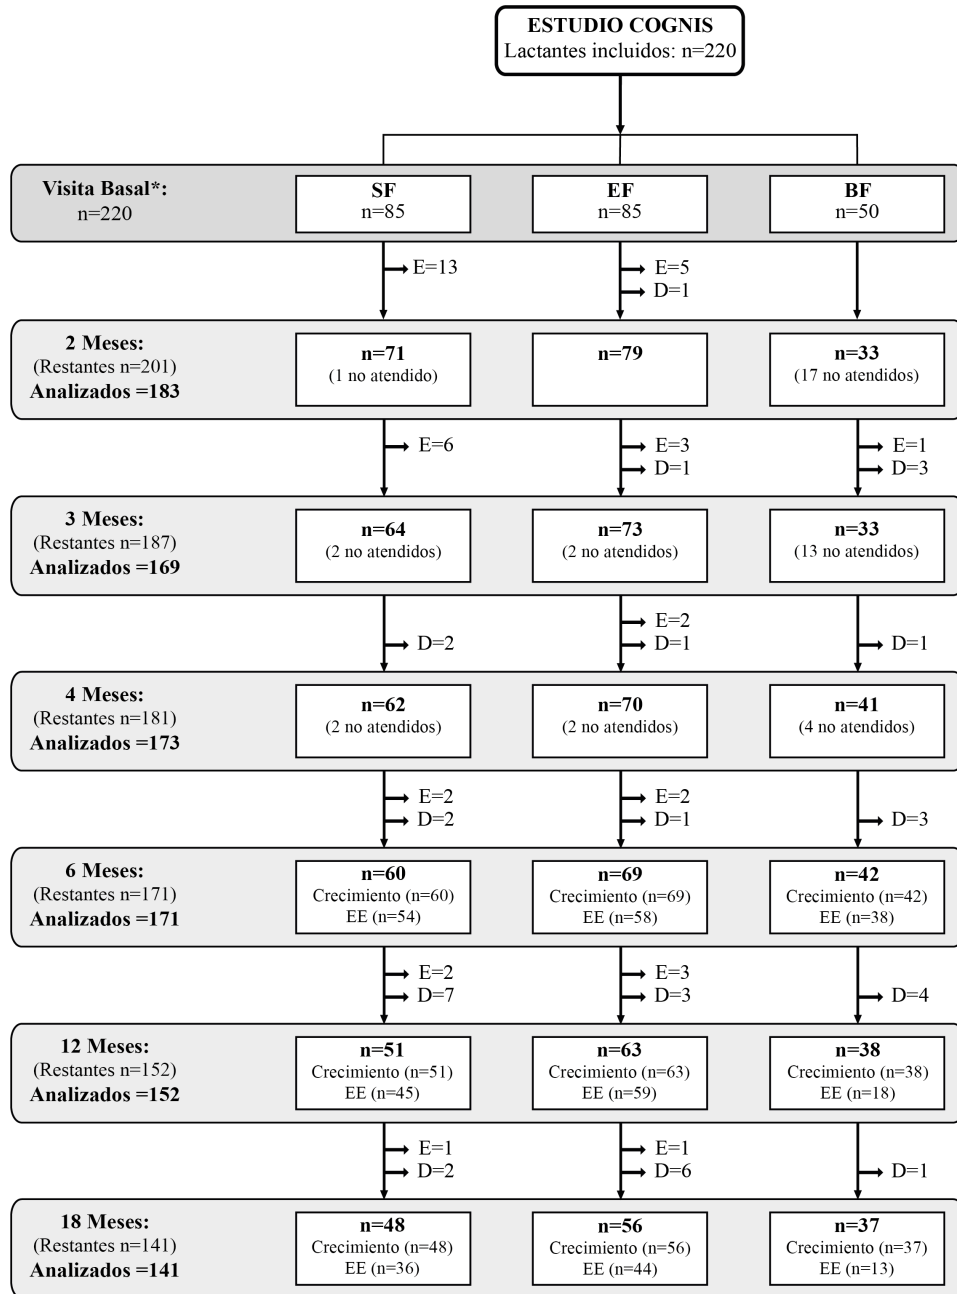 ESTUDIO COGNIS
Lactantes incluidos: n=220
Visita Basal*:
n=220
SF
n=85
EF
n=85
BF
n=50
E=13
E=5
D=1
2 Meses:
(Restantes n=201)
Analizados =183
n=71
(1 no atendido)
n=79
n=33
(17 no atendidos)
E=6
E=3
D=1
E=1
D=3
3 Meses:
(Restantes n=187)
Analizados =169
n=64
(2 no atendidos)
n=73
(2 no atendidos)
n=33
(13 no atendidos)
D=2
E=2
D=1
D=1
4 Meses:
(Restantes n=181)
Analizados =173
n=62
(2 no atendidos)
n=70
(2 no atendidos)
n=41
(4 no atendidos)
E=2
D=2
E=2
D=1
D=3
6 Meses:
(Restantes n=171)
Analizados =171
n=60
Crecimiento (n=60)
EE (n=54)
n=69
Crecimiento (n=69)
EE (n=58)
n=42
Crecimiento (n=42)
EE (n=38)
E=2
D=7
E=3
D=3
D=4
12 Meses:
(Restantes n=152)
Analizados =152
n=51
Crecimiento (n=51)
EE (n=45)
n=63
Crecimiento (n=63)
EE (n=59)
n=38
Crecimiento (n=38)
EE (n=18)
E=1
D=2
E=1
D=6
D=1
18 Meses:
(Restantes n=141)
Analizados =141
n=48
Crecimiento (n=48)
EE (n=36)
n=56
Crecimiento (n=56)
EE (n=44)
n=37
Crecimiento (n=37)
EE (n=13)